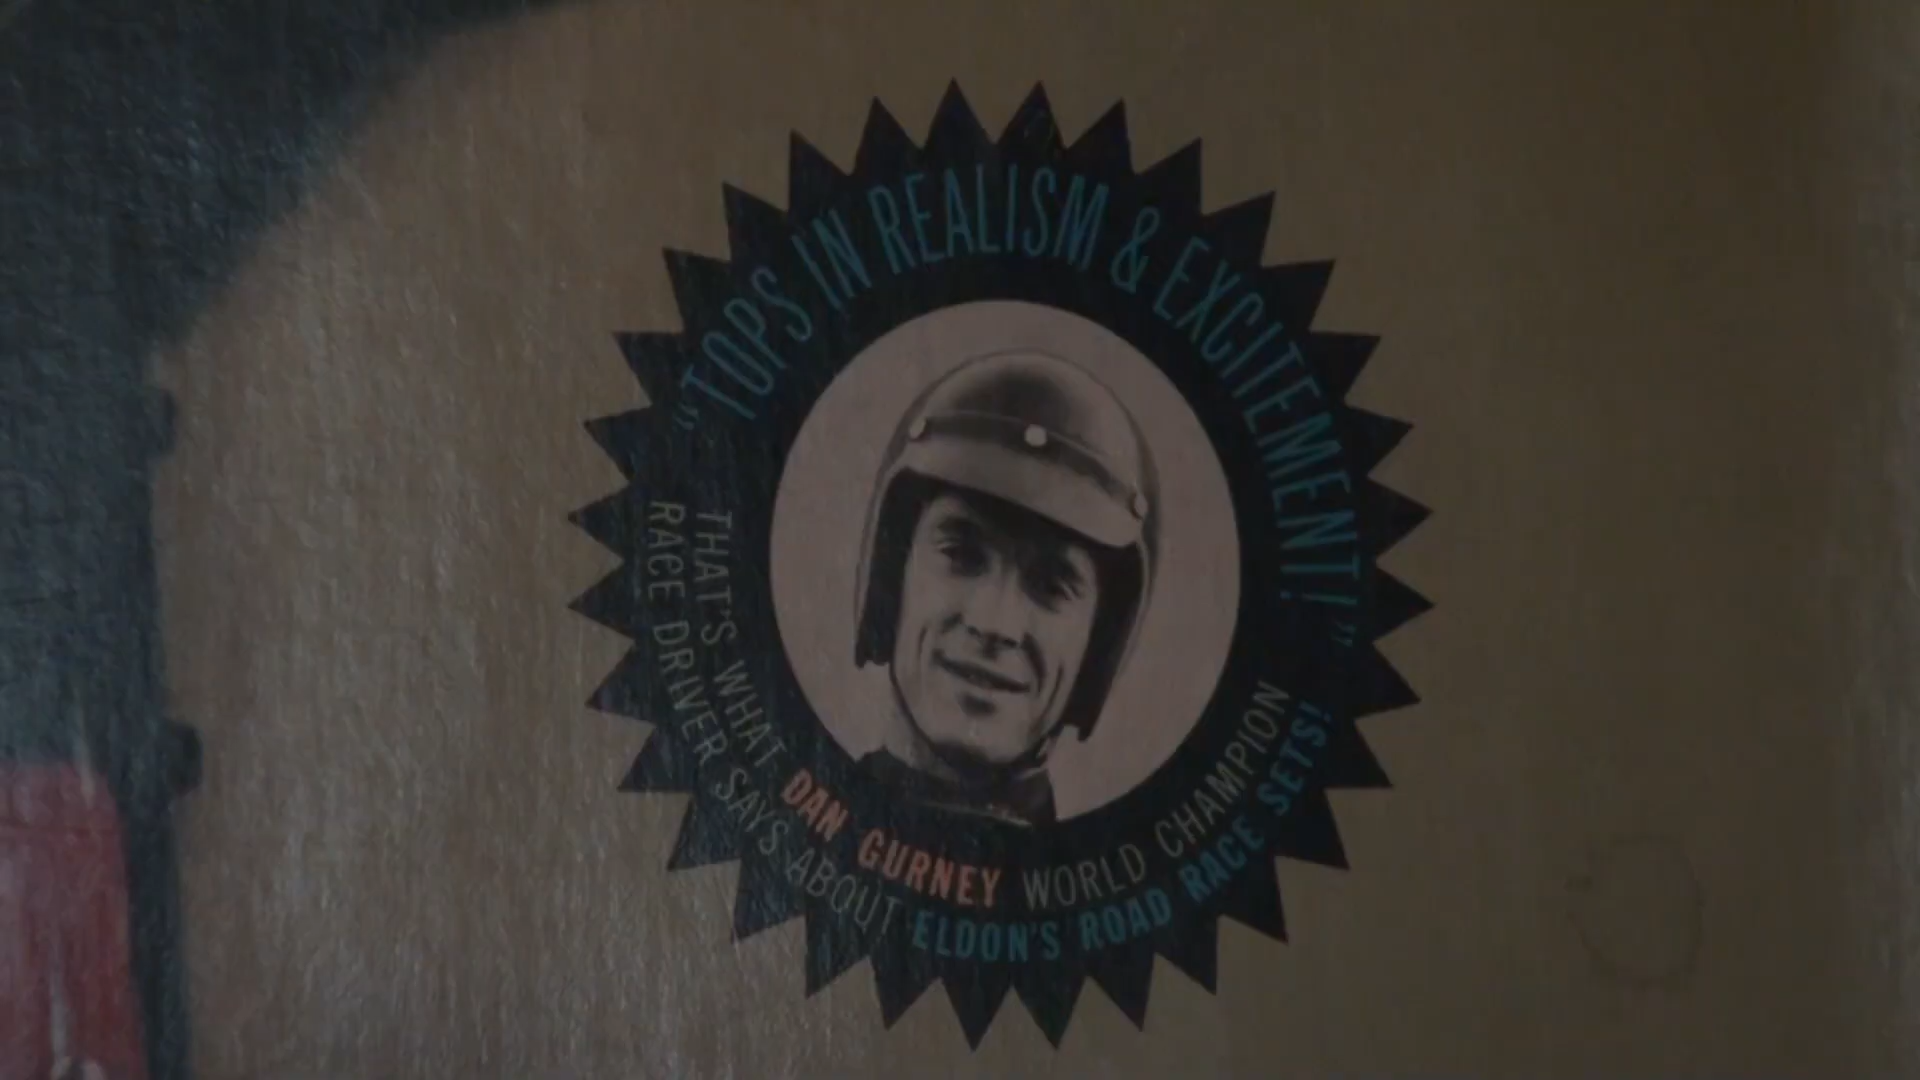 "TOPS IN REALISM & EXCITEMENT!"
THAT'S WHAT DAN GURNEY WORLD CHAMPION
RACE DRIVER SAYS ABOUT ELDON'S ROAD RACE SETS!